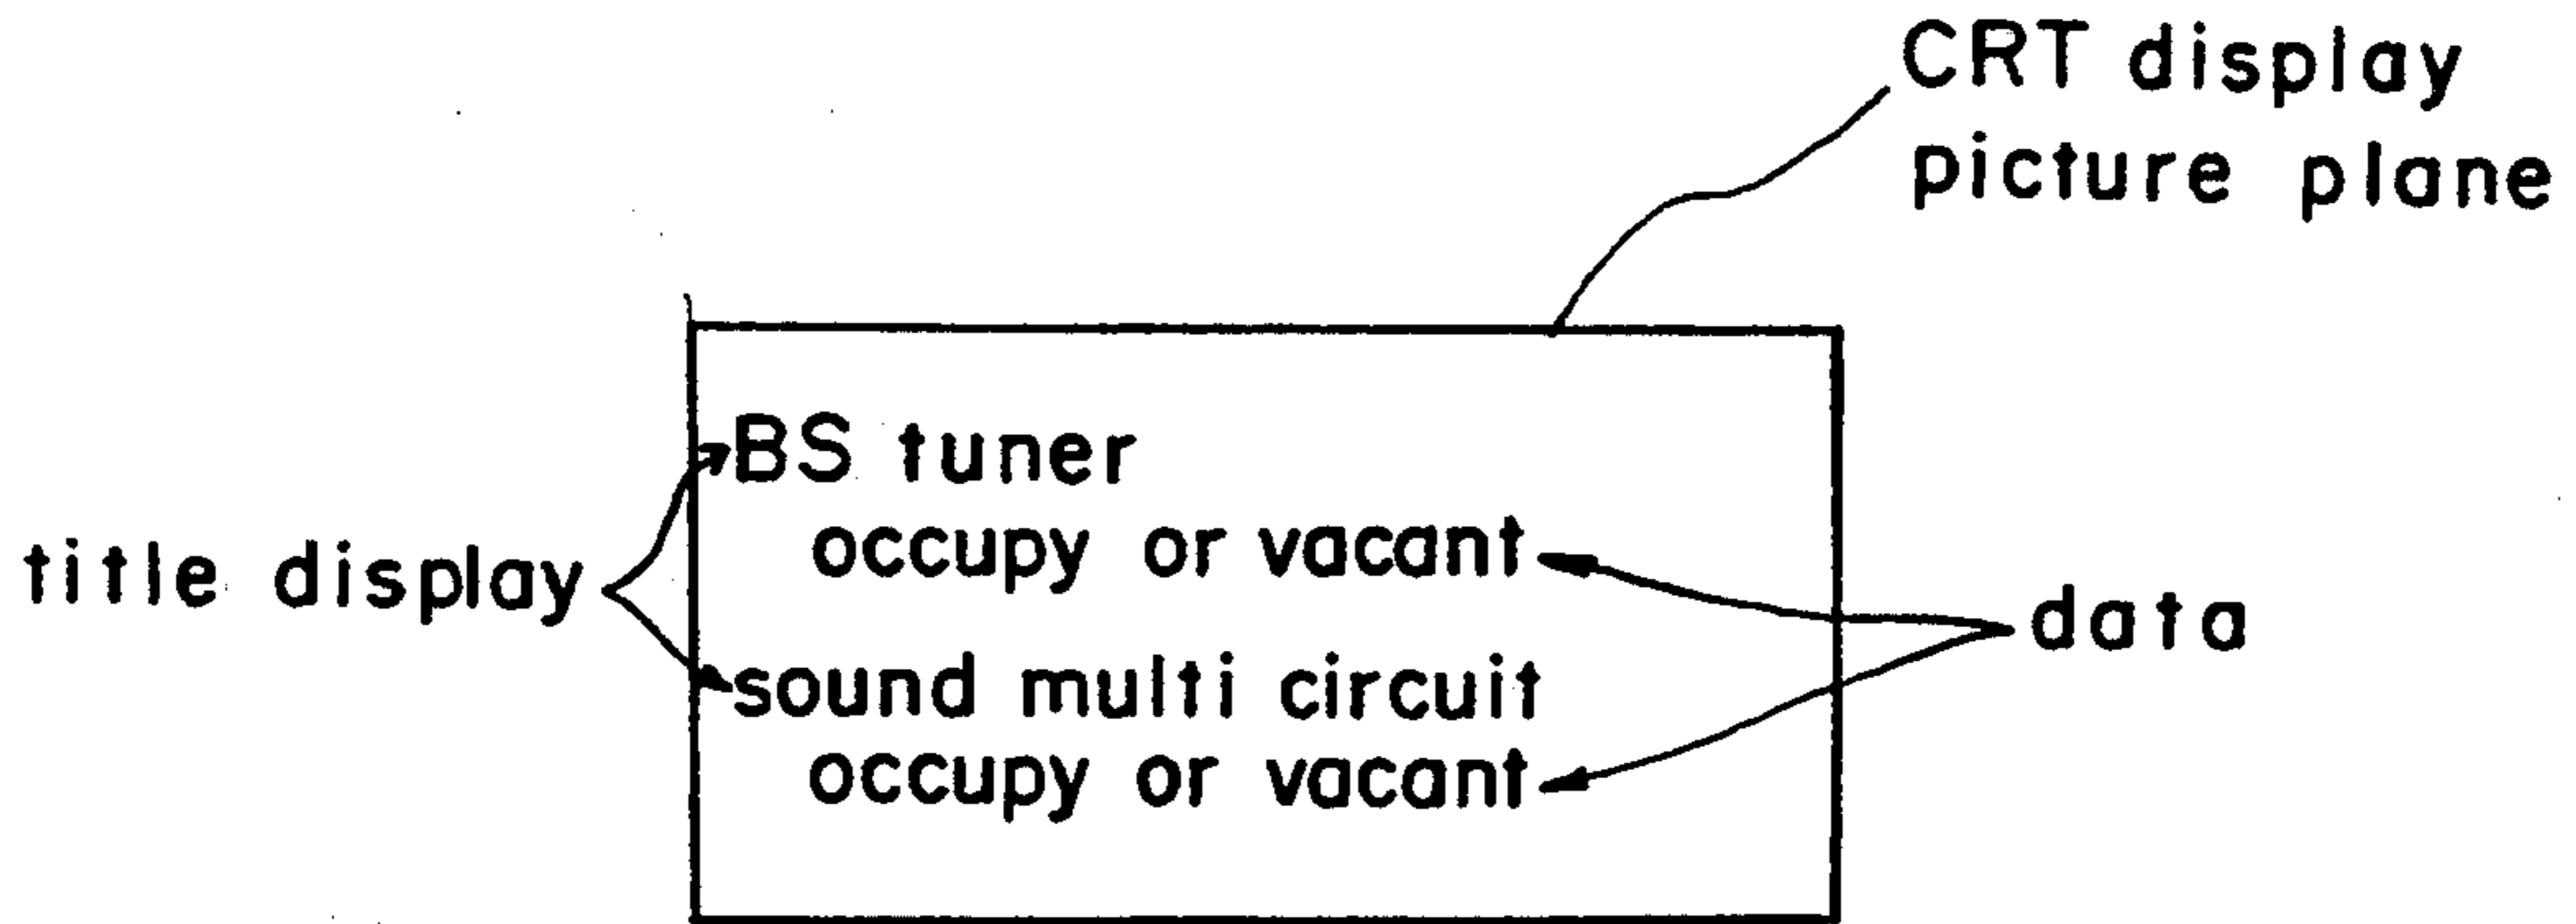 CRT display
picture plane
BS tuner
occupy or vacant
title display
data
sound multi circuit
occupy or vacant